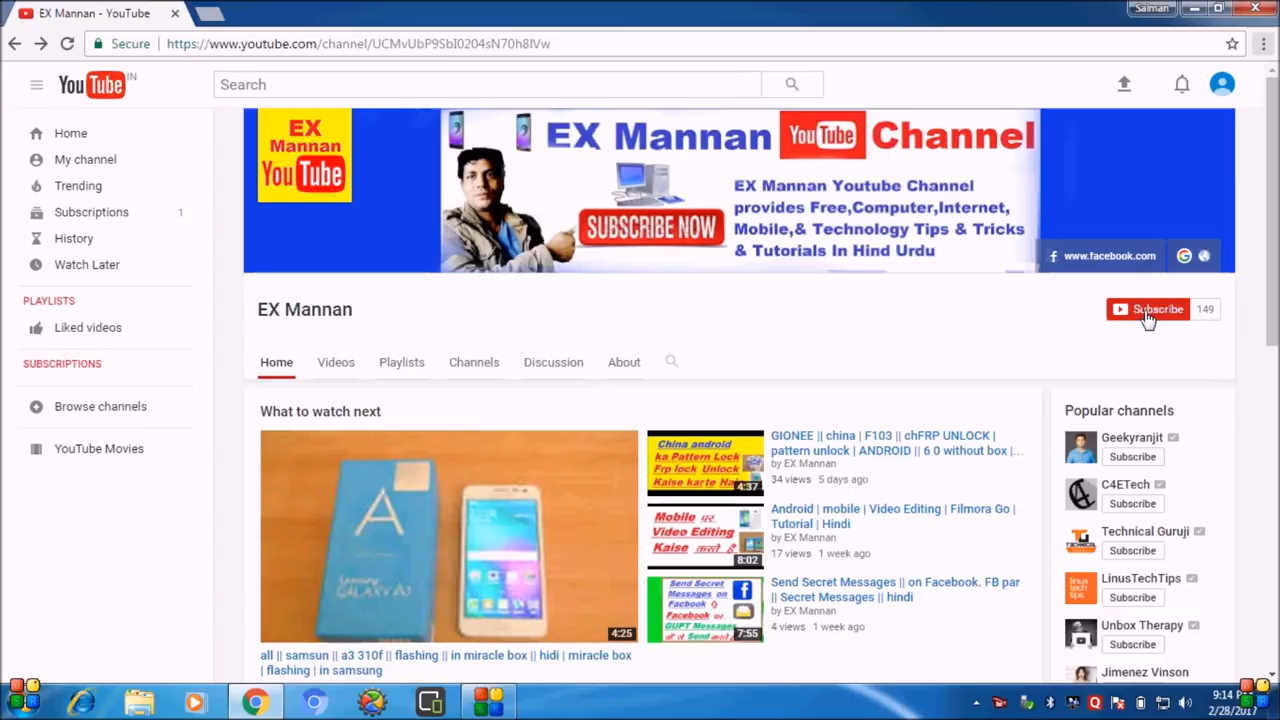 EX Mannan - YouTube
Salman
Secure
https://www.youtube.com/channel/UCMvUbP9SbI0204sN70h8IVw
YouTube IN
Search
Home
My channel
Trending
Subscriptions 1
History
Watch Later
PLAYLISTS
Liked videos
SUBSCRIPTIONS
Browse channels
YouTube Movies
EX
Mannan
YouTube
EX Mannan YouTube Channel
SUBSCRIBE NOW
EX Mannan Youtube Channel
provides Free,Computer,Internet,
Mobile,& Technology Tips & Tricks
& Tutorials In Hind Urdu
www.facebook.com
EX Mannan
Subscribe 149
Home Videos Playlists Channels Discussion About
What to watch next
A
4:25
all || samsun || a3 310f || flashing || in miracle box || hidi | miracle box
| flashing | in samsung
China android
ka Pattern Lock
Frp lock Unlock
Kaise karte Hai
4:37
GIONEE || china | F103 || chFRP UNLOCK |
pattern unlock | ANDROID || 6 0 without box |...
by EX Mannan
34 views 5 days ago
Mobile पर
Video Editing
Kaise करते हैं
8:02
Android | mobile | Video Editing | Filmora Go |
Tutorial | Hindi
by EX Mannan
17 views 1 week ago
Send Secret
Messages on
Facbook पे
Facebook पर
GUPT Messages
7:55
Send Secret Messages || on Facebook. FB par
|| Secret Messages || hindi
by EX Mannan
4 views 1 week ago
Popular channels
Geekyranjit
Subscribe
C4ETech
Subscribe
Technical Guruji
Subscribe
LinusTechTips
Subscribe
Unbox Therapy
Subscribe
Jimenez Vinson
9:14
2/28/2017